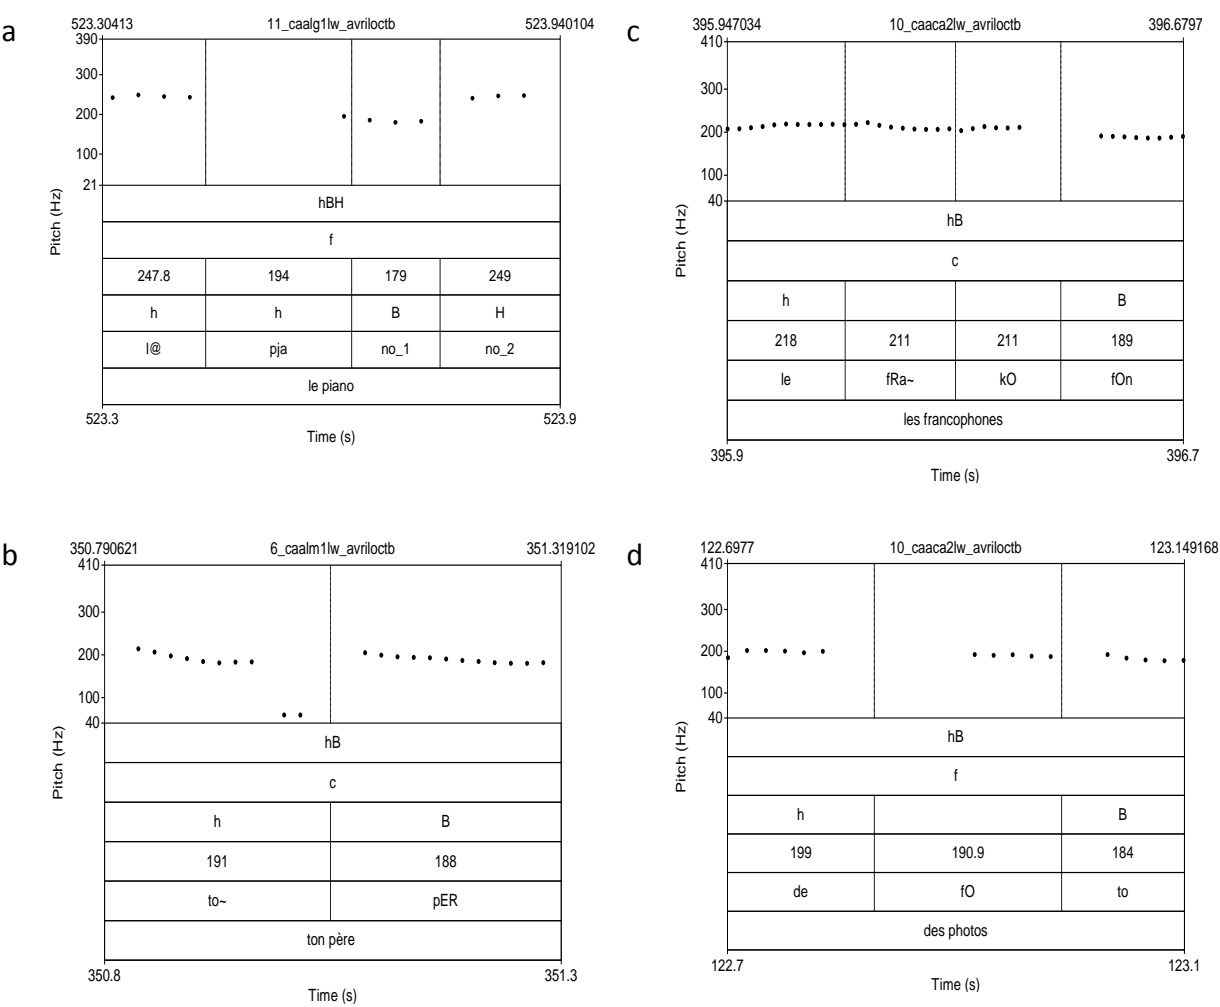 a
523.30413 11_caalg1lw_avriloctb 523.940104
390
300
200
100
21
Pitch (Hz)
hBH
f
247.8 194 179 249
h h B H
l@ pja no_1 no_2
le piano
523.3 523.9
Time (s)
c
395.947034 10_caaca2lw_avriloctb 396.6797
410
300
200
100
40
Pitch (Hz)
hB
c
h B
218 211 211 189
le fRa~ kO fOn
les francophones
395.9 396.7
Time (s)
b
350.790621 6_caalm1lw_avriloctb 351.319102
410
300
200
100
40
Pitch (Hz)
hB
c
h B
191 188
to~ pER
ton père
350.8 351.3
Time (s)
d
122.6977 10_caaca2lw_avriloctb 123.149168
410
300
200
100
40
Pitch (Hz)
hB
f
h B
199 190.9 184
de fO to
des photos
122.7 123.1
Time (s)